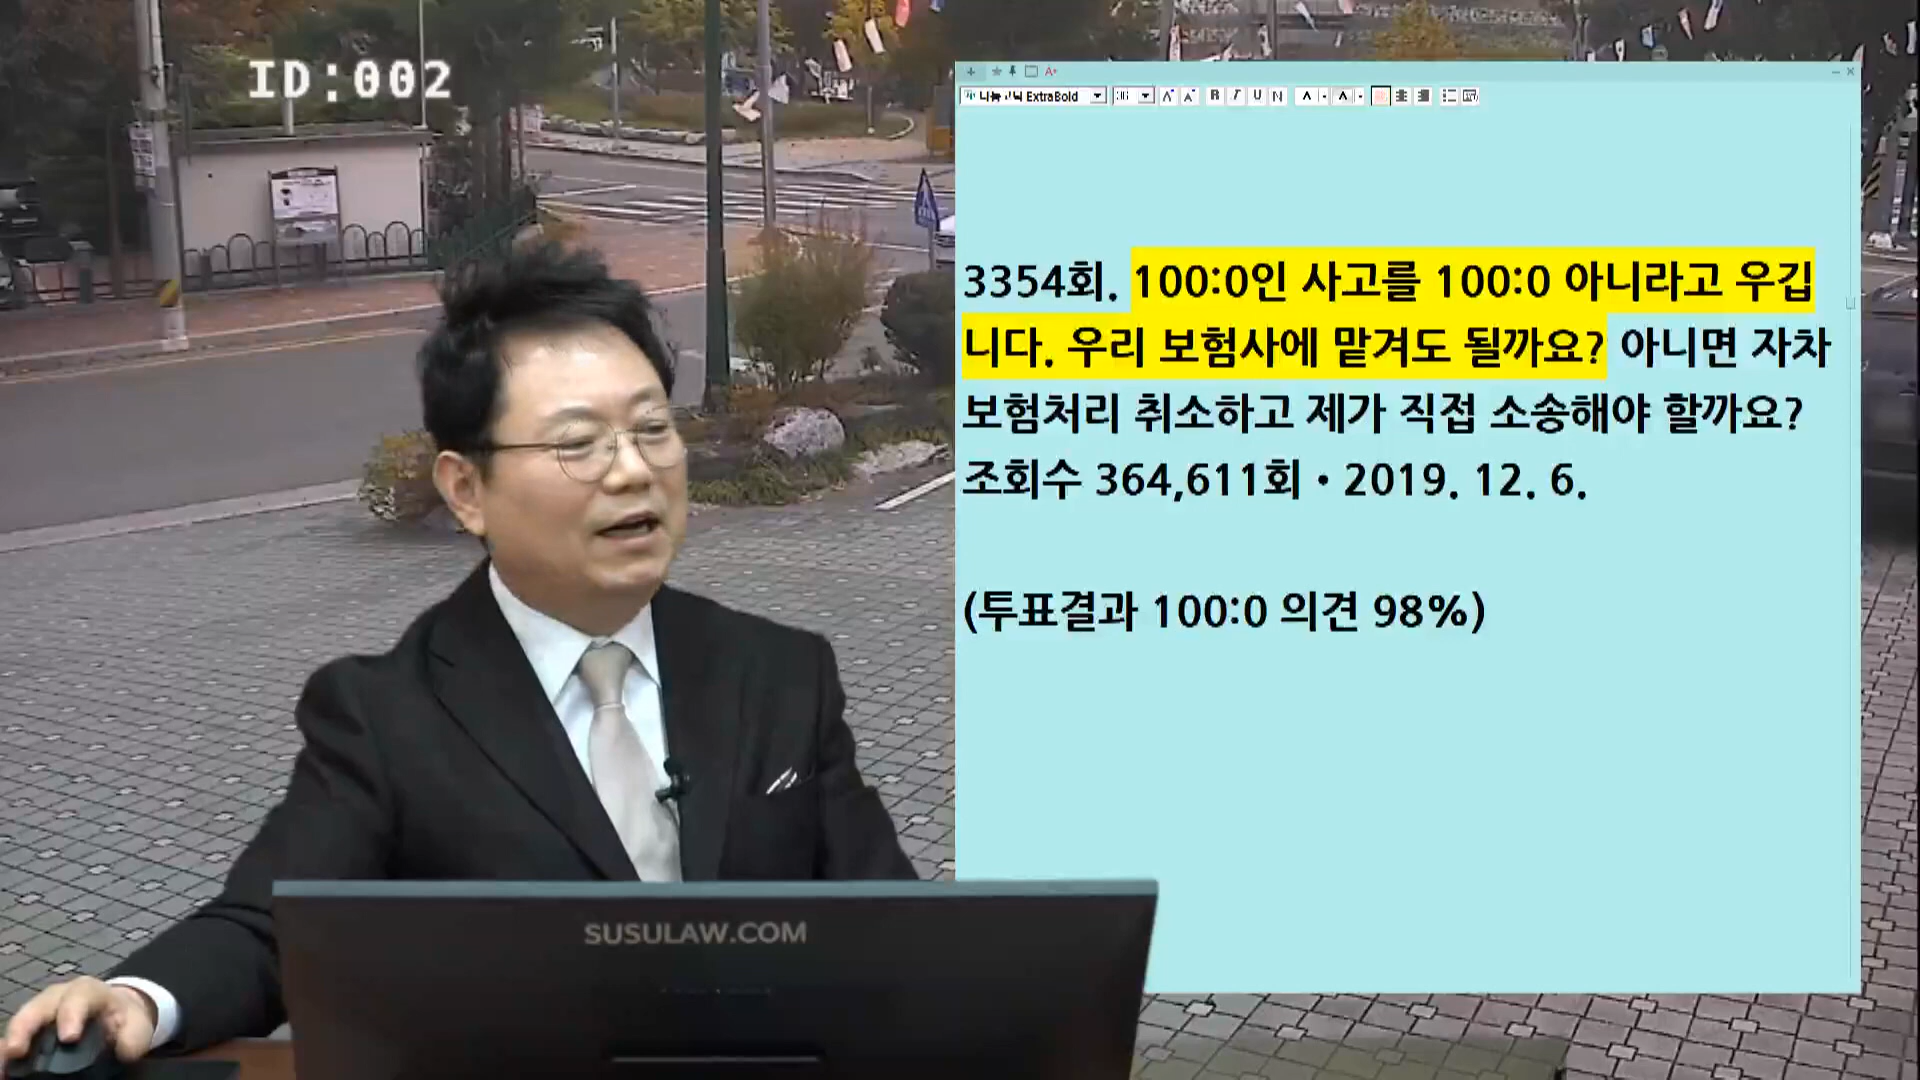 ID:002
ExtraBold
3354회. 100:0인 사고를 100:0 아니라고 우깁
니다. 우리 보험사에 맡겨도 될까요? 아니면 자차
보험처리 취소하고 제가 직접 소송해야 할까요?
조회수 364,611회 • 2019. 12. 6.
(투표결과 100:0 의견 98%)
SUSULAW.COM